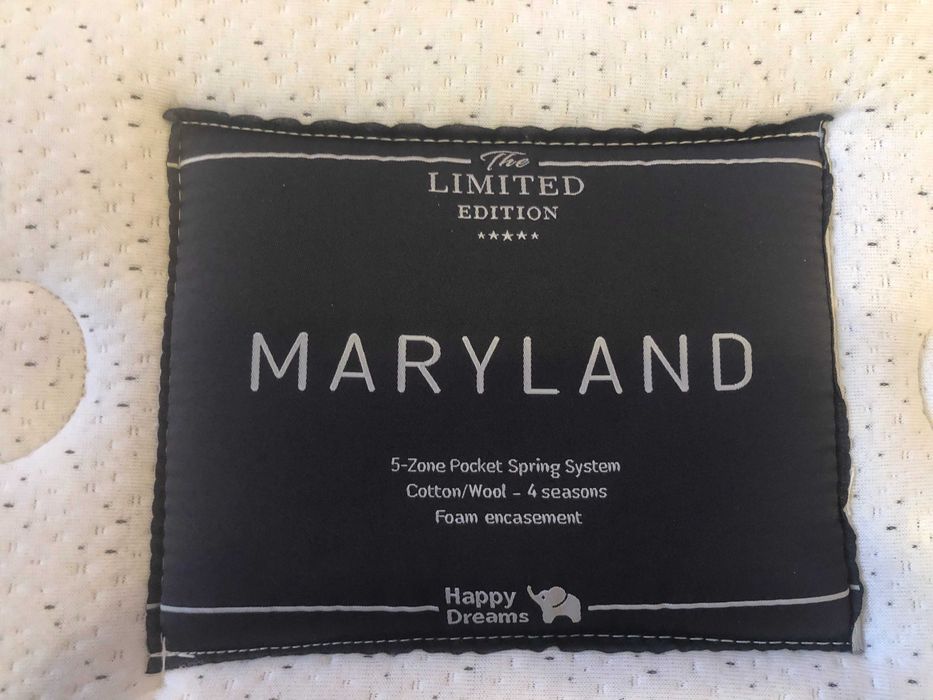 The
LIMITED
EDITION
★★★★★
MARYLAND
5-Zone Pocket Spring System
Cotton/Wool - 4 seasons
Foam encasement
Happy
Dreams